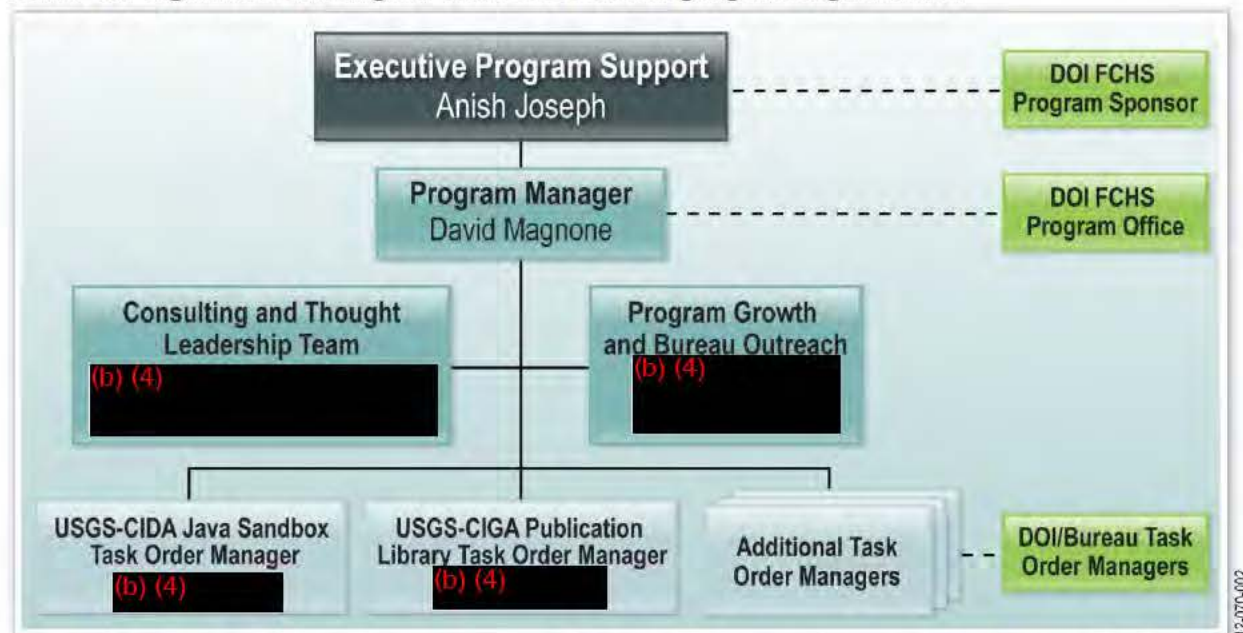 Executive Program Support
Anish Joseph
DOI FCHS
Program Sponsor
Program Manager
David Magnone
DOI FCHS
Program Office
Consulting and Thought
Leadership Team
(b) (4)
Program Growth
and Bureau Outreach
(b) (4)
USGS-CIDA Java Sandbox
Task Order Manager
(b) (4)
USGS-CIGA Publication
Library Task Order Manager
(b) (4)
Additional Task
Order Managers
DOI/Bureau Task
Order Managers